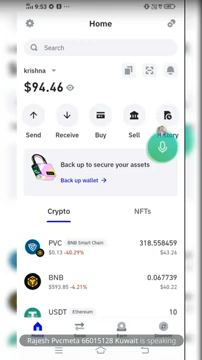 9:53
Home
Search
krishna
$94.46
Send
Receive
Buy
Sell
History
Back up to secure your assets
Back up wallet →
Crypto
NFTs
PVC BNB Smart Chain 318.558459
$0.13 -40.29% $43.26
BNB 0.067739
$593.85 -4.21% $40.22
USDT Ethereum 10
Home
Rajesh Pvcmeta 66015128 Kuwait is speaking